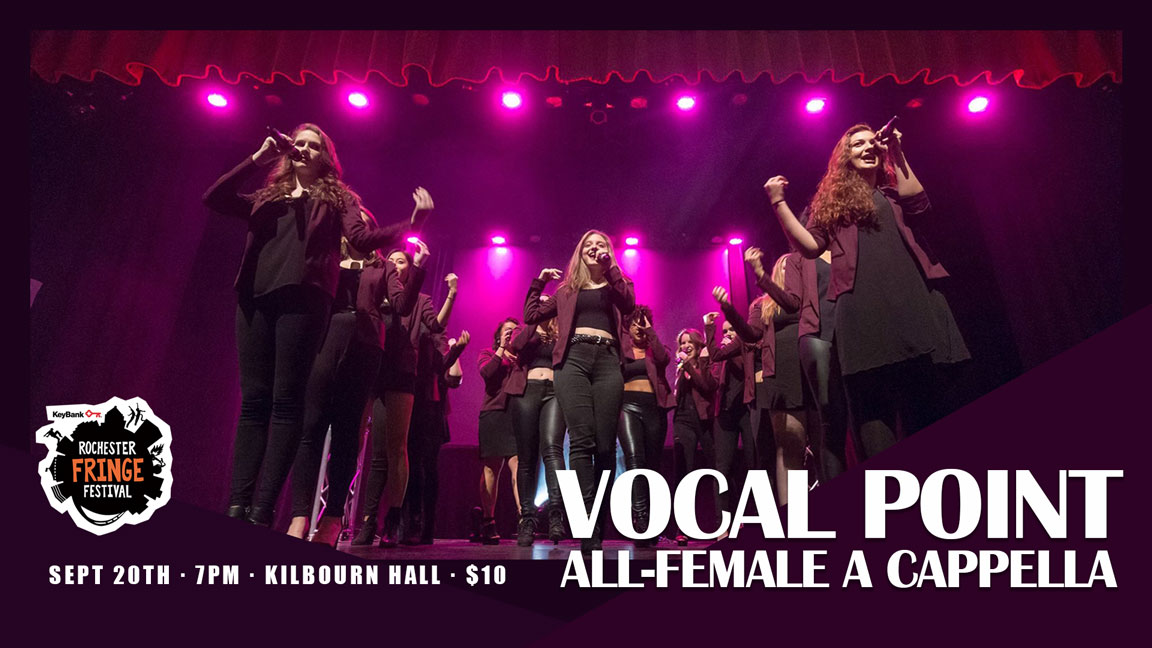 KeyBank
ROCHESTER
FRINGE
FESTIVAL
SEPT 20TH · 7PM · KILBOURN HALL · $10
VOCAL POINT
ALL-FEMALE A CAPPELLA